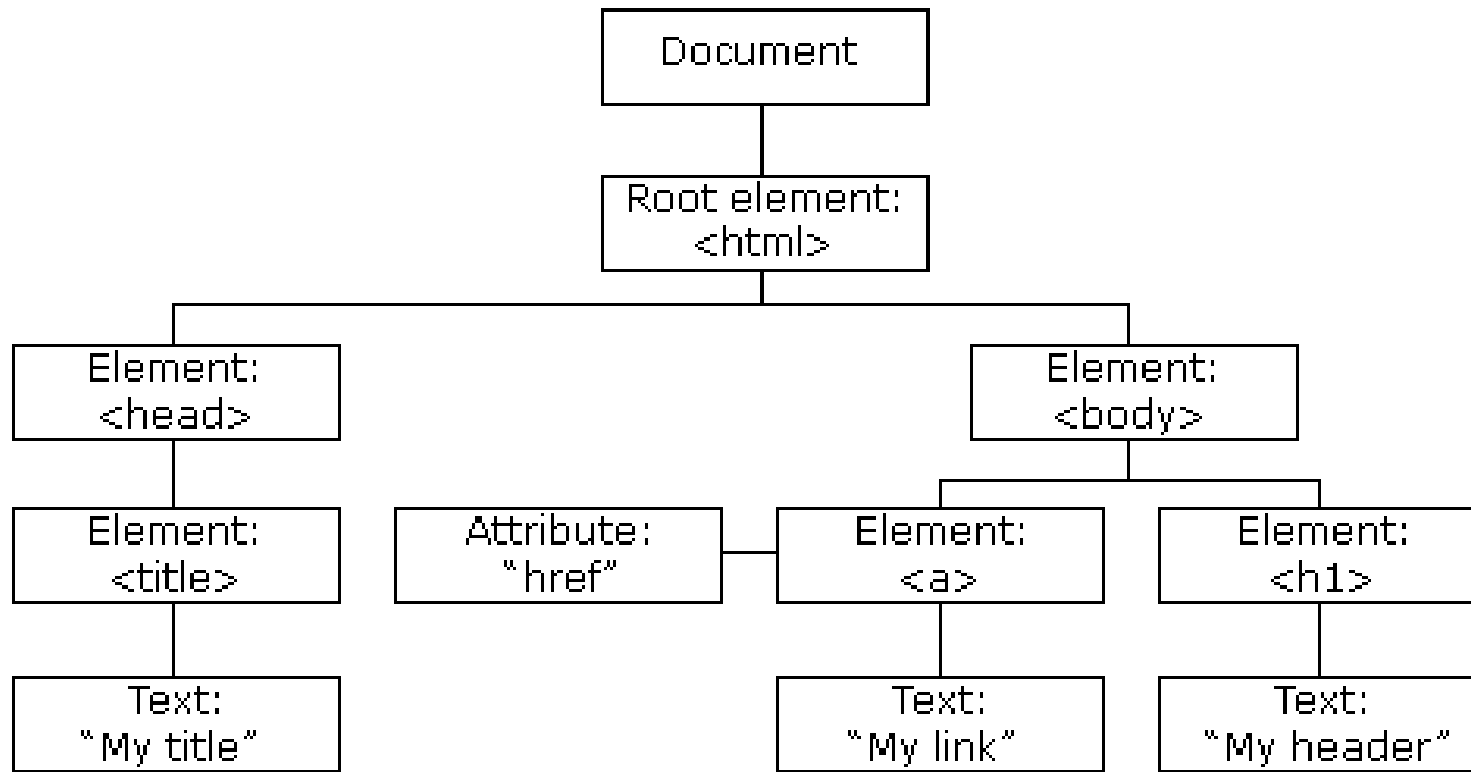 Document
Root element:
<html>
Element:
<head>
Element:
<body>
Element:
<title>
Attribute:
“href”
Element:
<a>
Element:
<h1>
Text:
“My title”
Text:
“My link”
Text:
“My header”